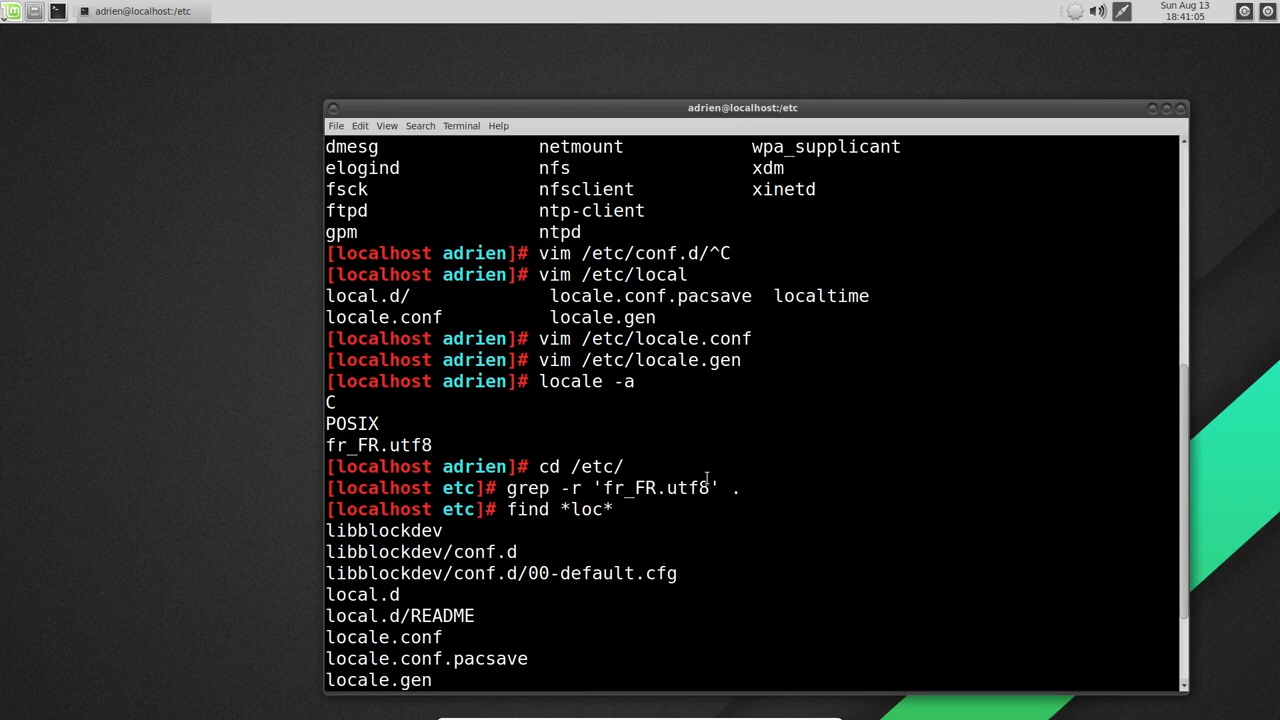 adrien@localhost:/etc
Sun Aug 13
18:41:05
adrien@localhost:/etc
File Edit View Search Terminal Help
dmesg netmount wpa_supplicant
elogind nfs xdm
fsck nfsclient xinetd
ftpd ntp-client
gpm ntpd
[localhost adrien]# vim /etc/conf.d/^C
[localhost adrien]# vim /etc/local
local.d/ locale.conf.pacsave localtime
locale.conf locale.gen
[localhost adrien]# vim /etc/locale.conf
[localhost adrien]# vim /etc/locale.gen
[localhost adrien]# locale -a
C
POSIX
fr_FR.utf8
[localhost adrien]# cd /etc/
[localhost etc]# grep -r 'fr_FR.utf8' .
[localhost etc]# find *loc*
libblockdev
libblockdev/conf.d
libblockdev/conf.d/00-default.cfg
local.d
local.d/README
locale.conf
locale.conf.pacsave
locale.gen